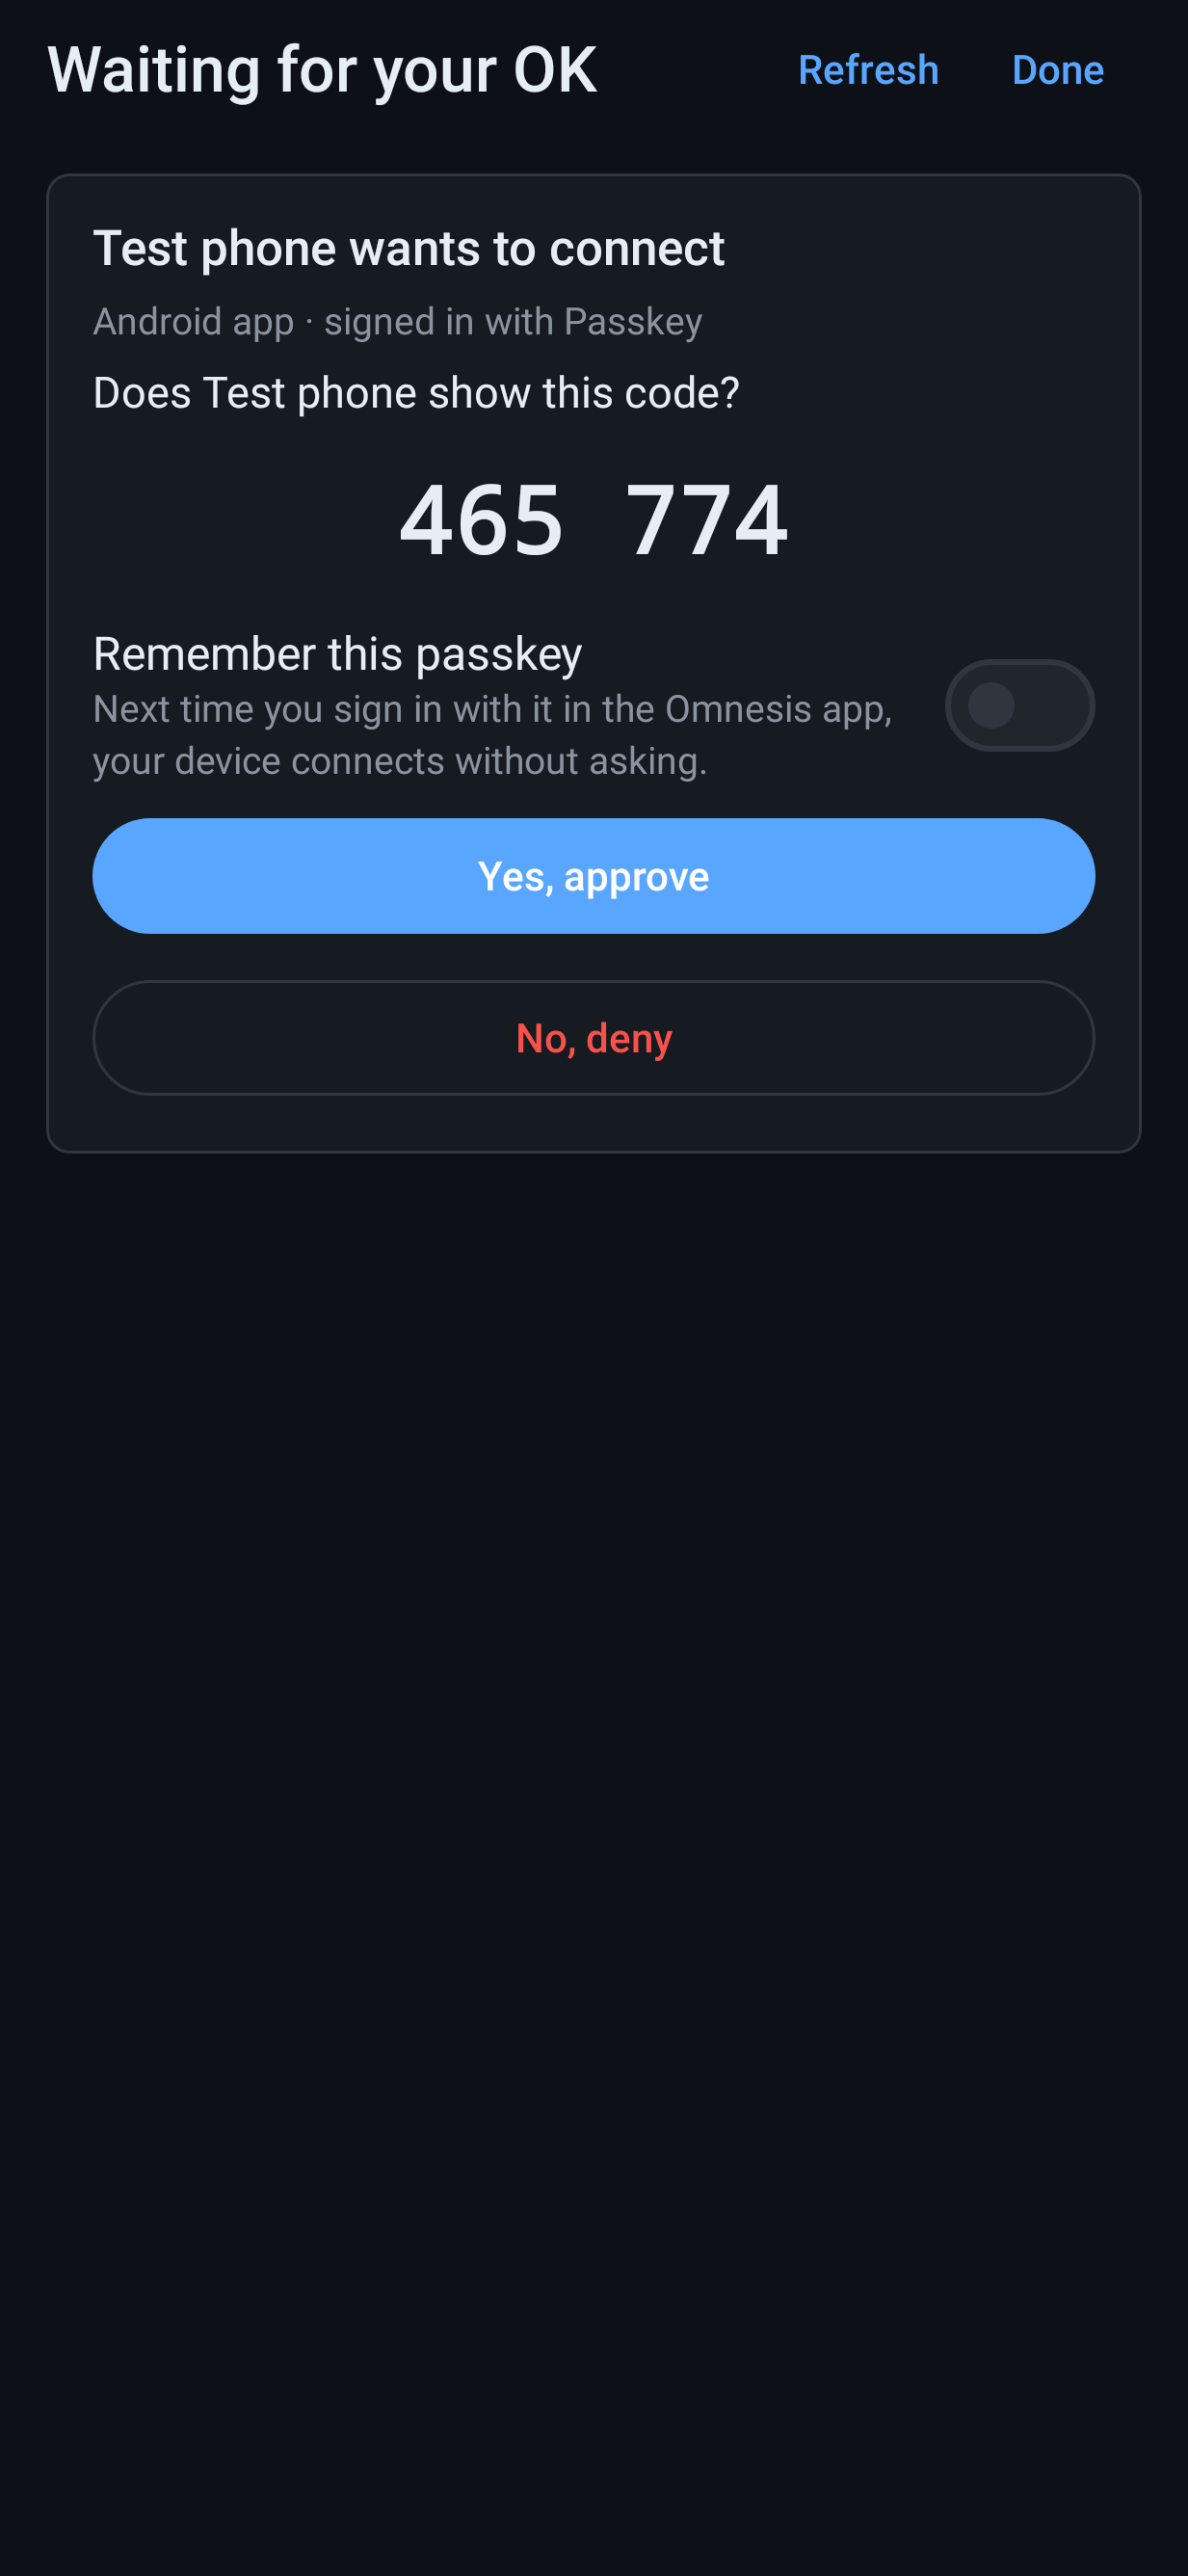 Waiting for your OK
Refresh
Done
Test phone wants to connect
Android app · signed in with Passkey
Does Test phone show this code?
465 774
Remember this passkey
Next time you sign in with it in the Omnesis app,
your device connects without asking.
Yes, approve
No, deny